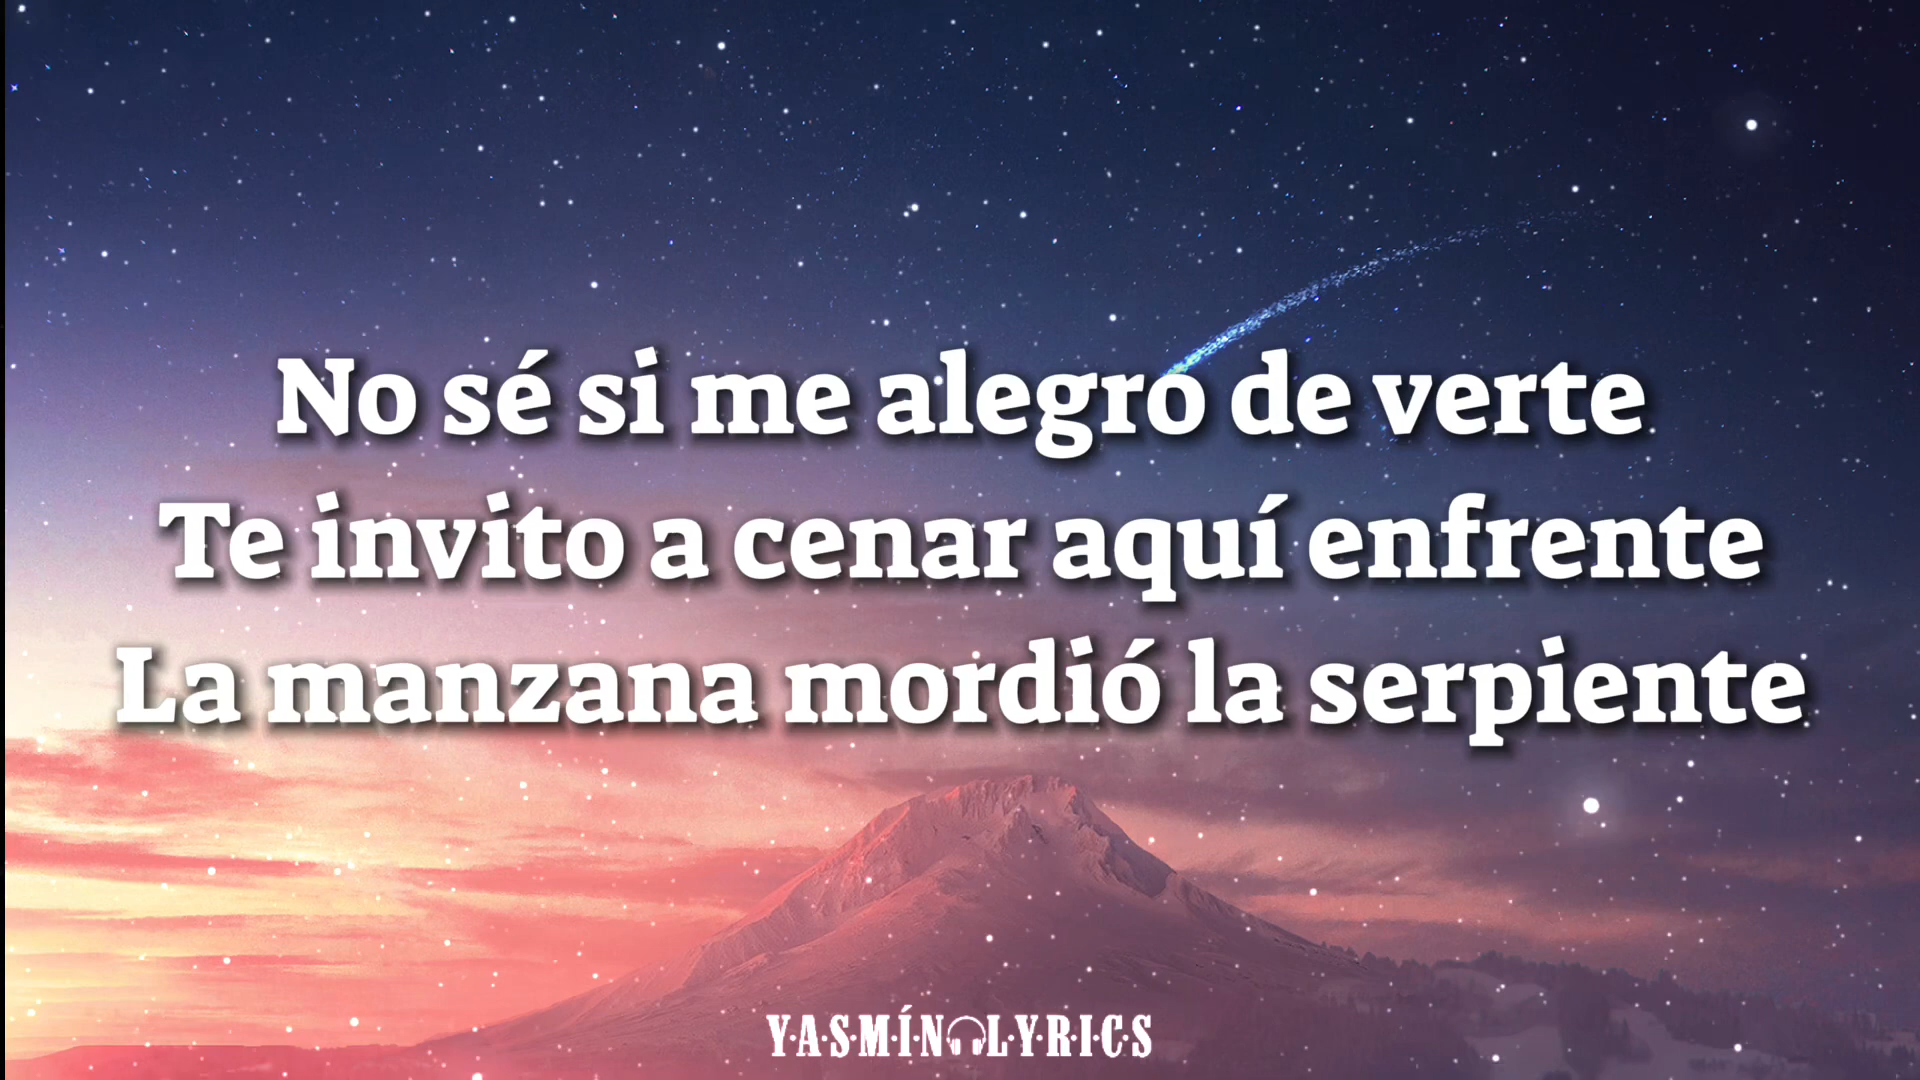 No sé si me alegro de verte
Te invito a cenar aquí enfrente
La manzana mordió la serpiente
YASMÍN LYRICS